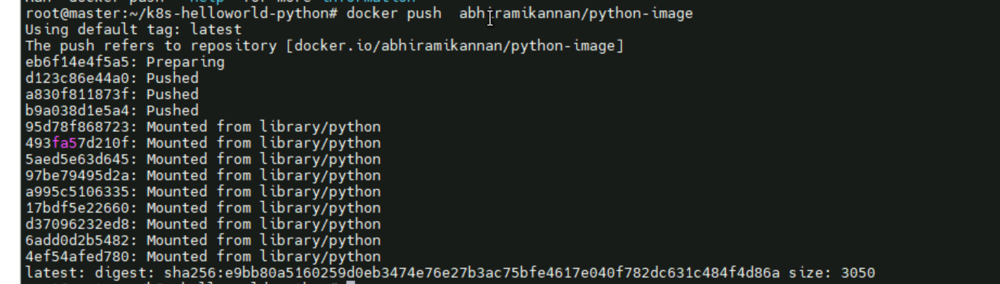 root@master:~/k8s-helloworld-python# docker push  abhiramikannan/python-image
Using default tag: latest
The push refers to repository [docker.io/abhiramikannan/python-image]
eb6f14e4f5a5: Preparing
d123c86e44a0: Pushed
a830f811873f: Pushed
b9a038d1e5a4: Pushed
95d78f868723: Mounted from library/python
493fa57d210f: Mounted from library/python
5aed5e63d645: Mounted from library/python
97be79495d2a: Mounted from library/python
a995c5106335: Mounted from library/python
17bdf5e22660: Mounted from library/python
d37096232ed8: Mounted from library/python
6add0d2b5482: Mounted from library/python
4ef54afed780: Mounted from library/python
latest: digest: sha256:e9bb80a5160259d0eb3474e76e27b3ac75bfe4617e040f782dc631c484f4d86a size: 3050